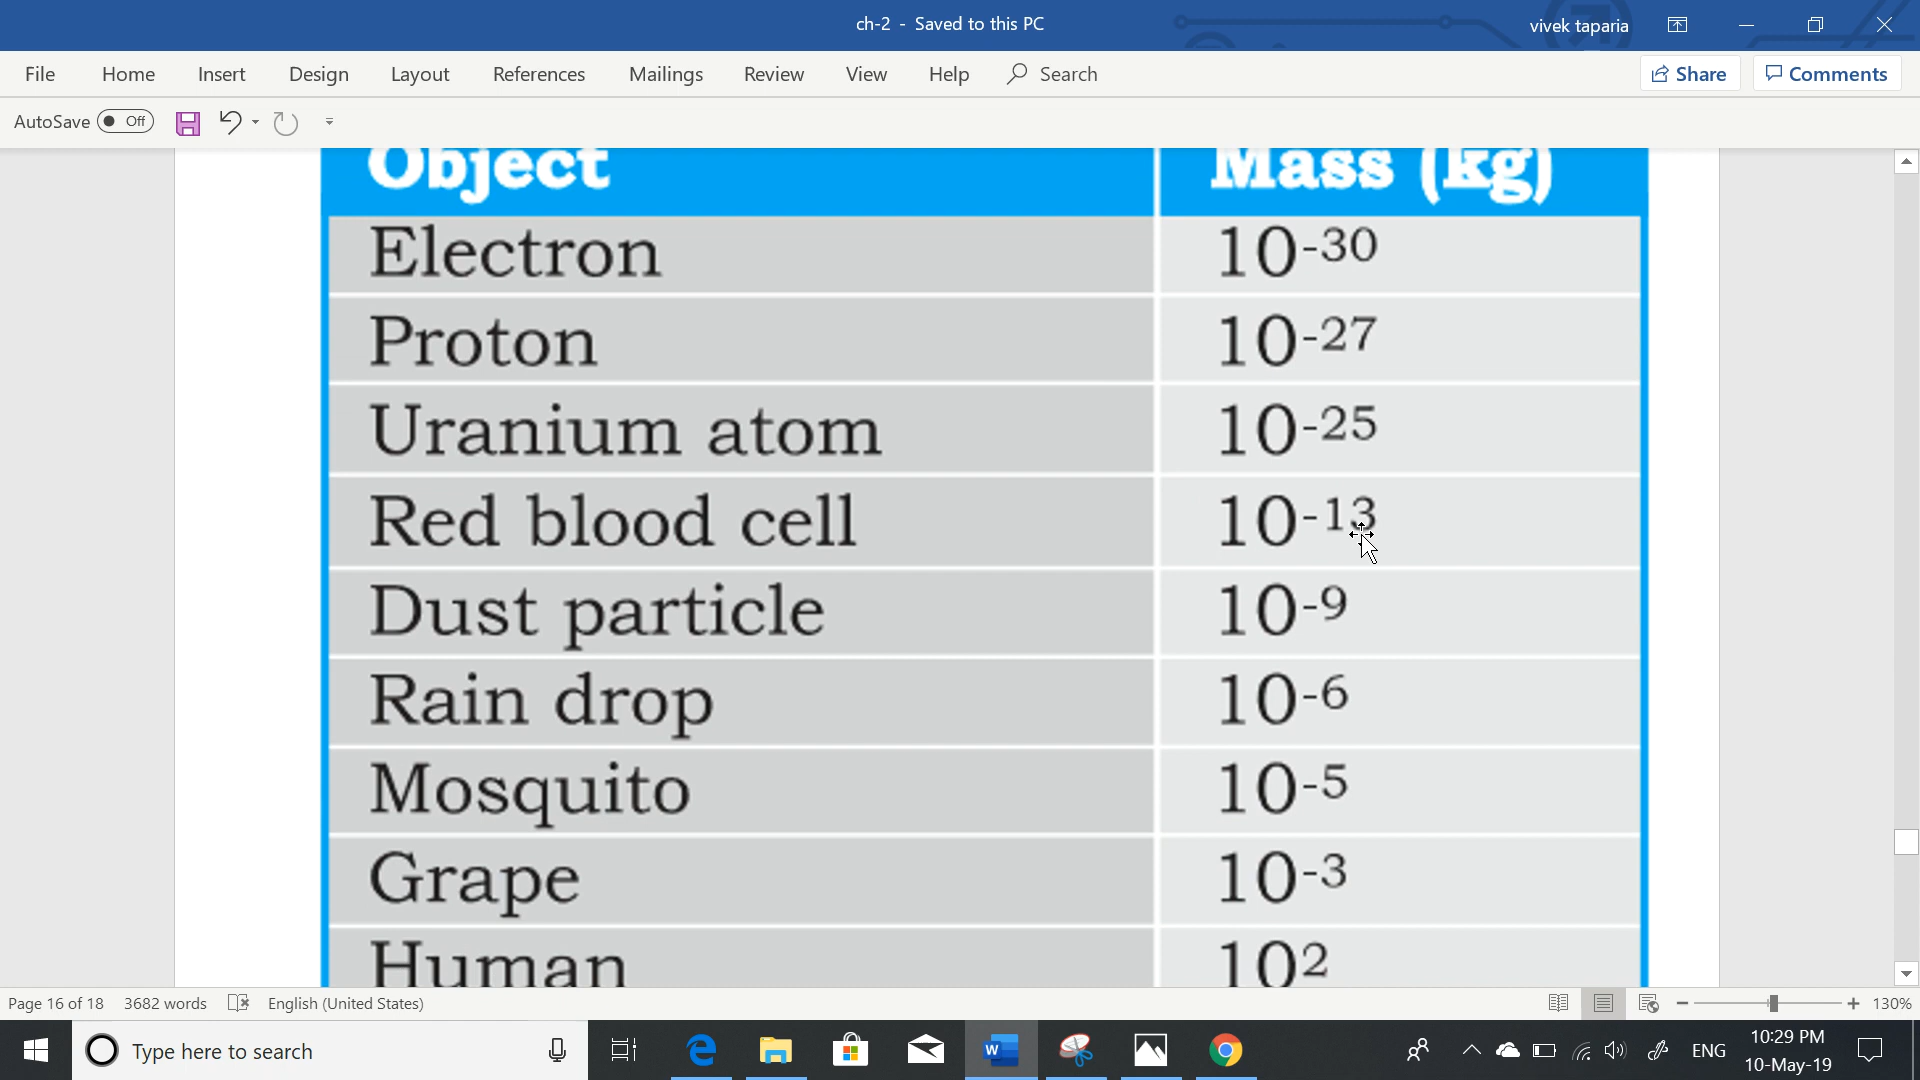 ch-2 - Saved to this PC
vivek taparia
File Home Insert Design Layout References Mailings Review View Help Search Share Comments
AutoSave Off
Object Mass (kg)
Electron 10⁻³⁰
Proton 10⁻²⁷
Uranium atom 10⁻²⁵
Red blood cell 10⁻¹³
Dust particle 10⁻⁹
Rain drop 10⁻⁶
Mosquito 10⁻⁵
Grape 10⁻³
Human 10²
Page 16 of 18 3682 words English (United States) 130%
Type here to search ENG 10:29 PM
10-May-19